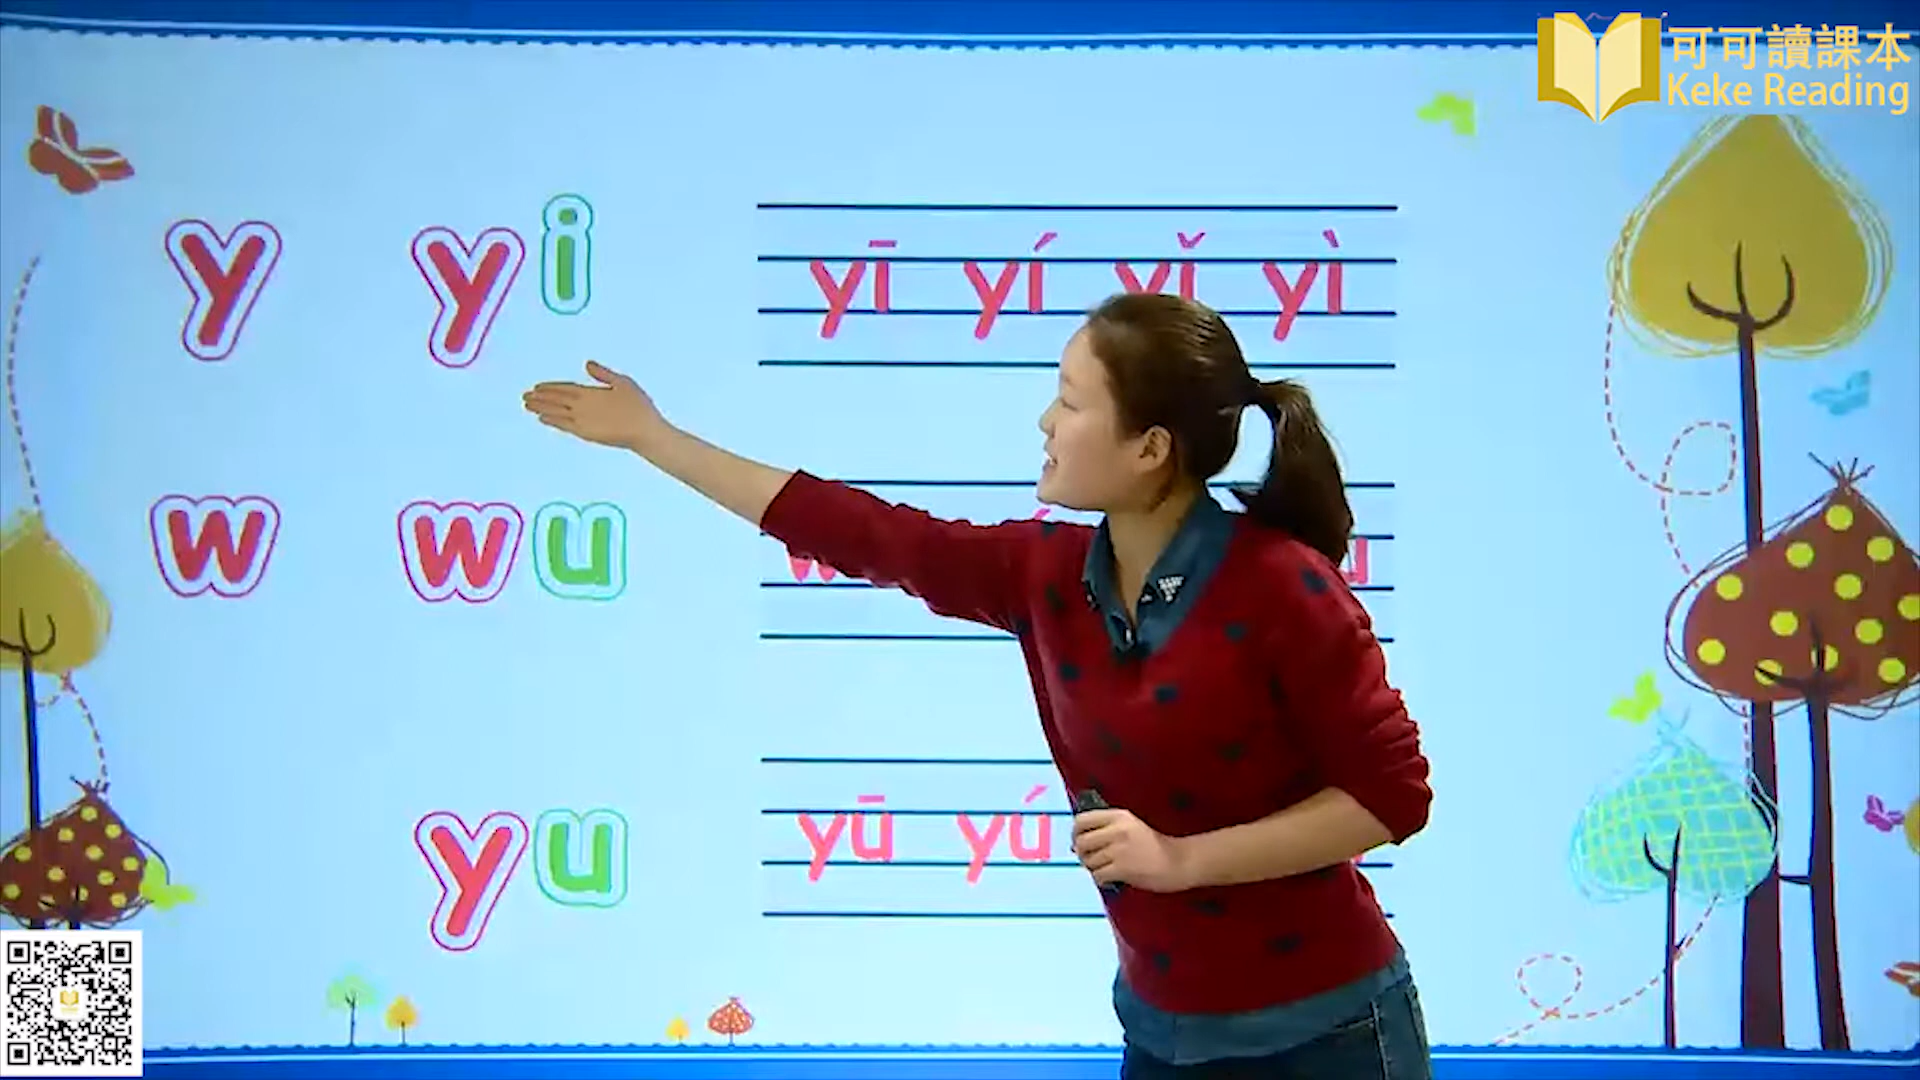 可可讀課本
Keke Reading
y yi yī yí yǐ yì
w wu
yu yū yú